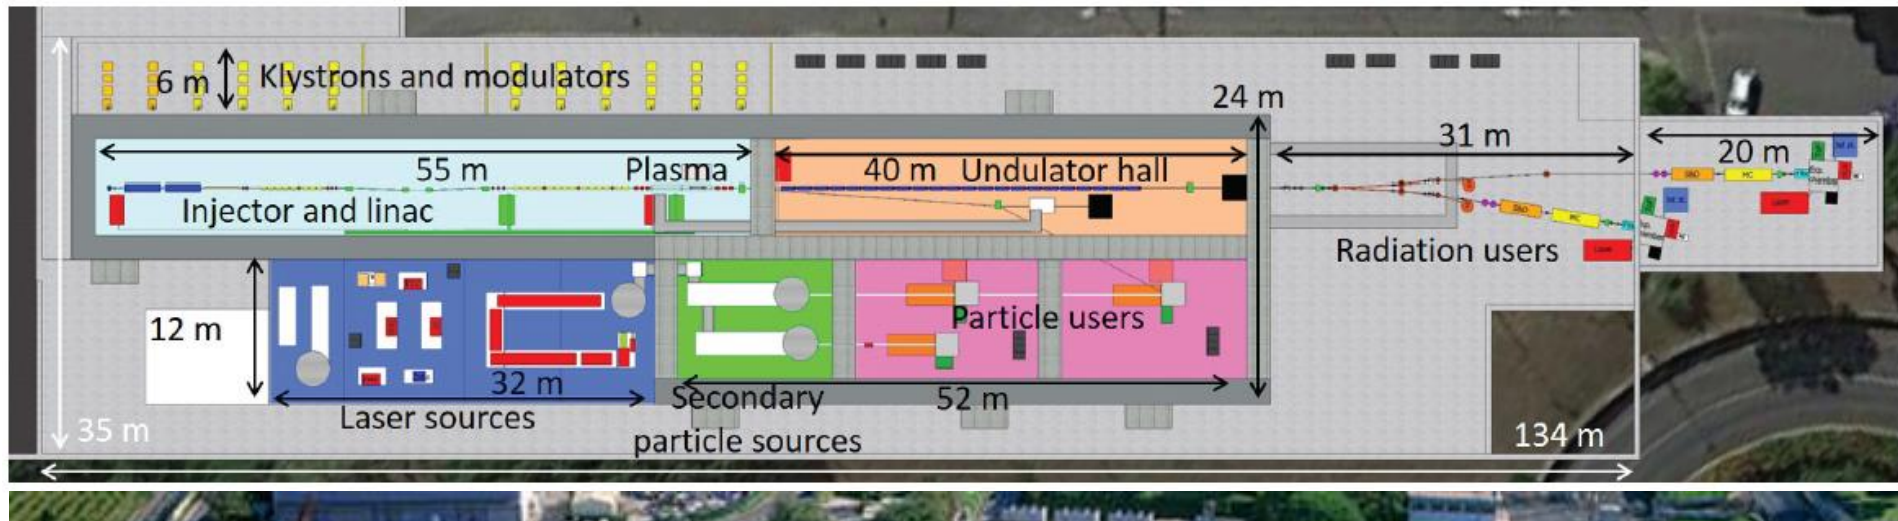 6 m
Klystrons and modulators
24 m
31 m
20 m
55 m
Plasma
40 m
Undulator hall
Injector and linac
Radiation users
12 m
Particle users
32 m
Laser sources
Secondary
particle sources
52 m
35 m
134 m